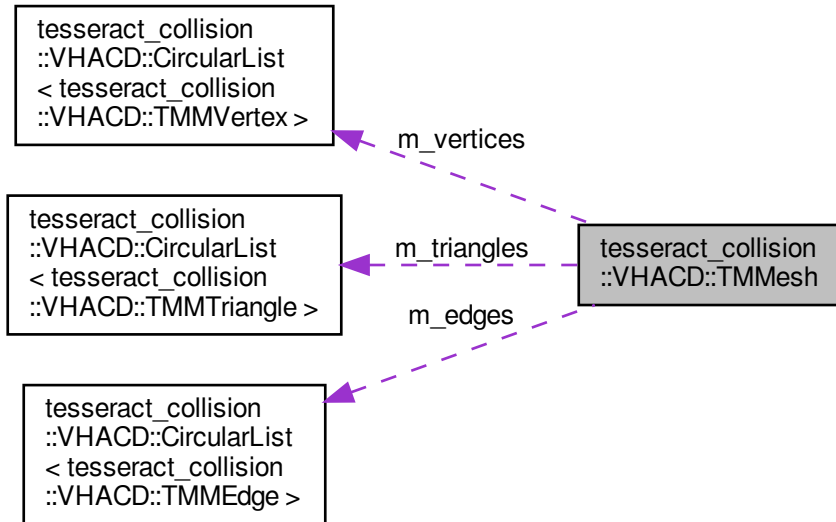 tesseract_collision
::VHACD::CircularList
< tesseract_collision
::VHACD::TMMVertex >
m_vertices
tesseract_collision
::VHACD::CircularList
< tesseract_collision
::VHACD::TMMTriangle >
m_triangles
tesseract_collision
::VHACD::TMMesh
m_edges
tesseract_collision
::VHACD::CircularList
< tesseract_collision
::VHACD::TMMEdge >